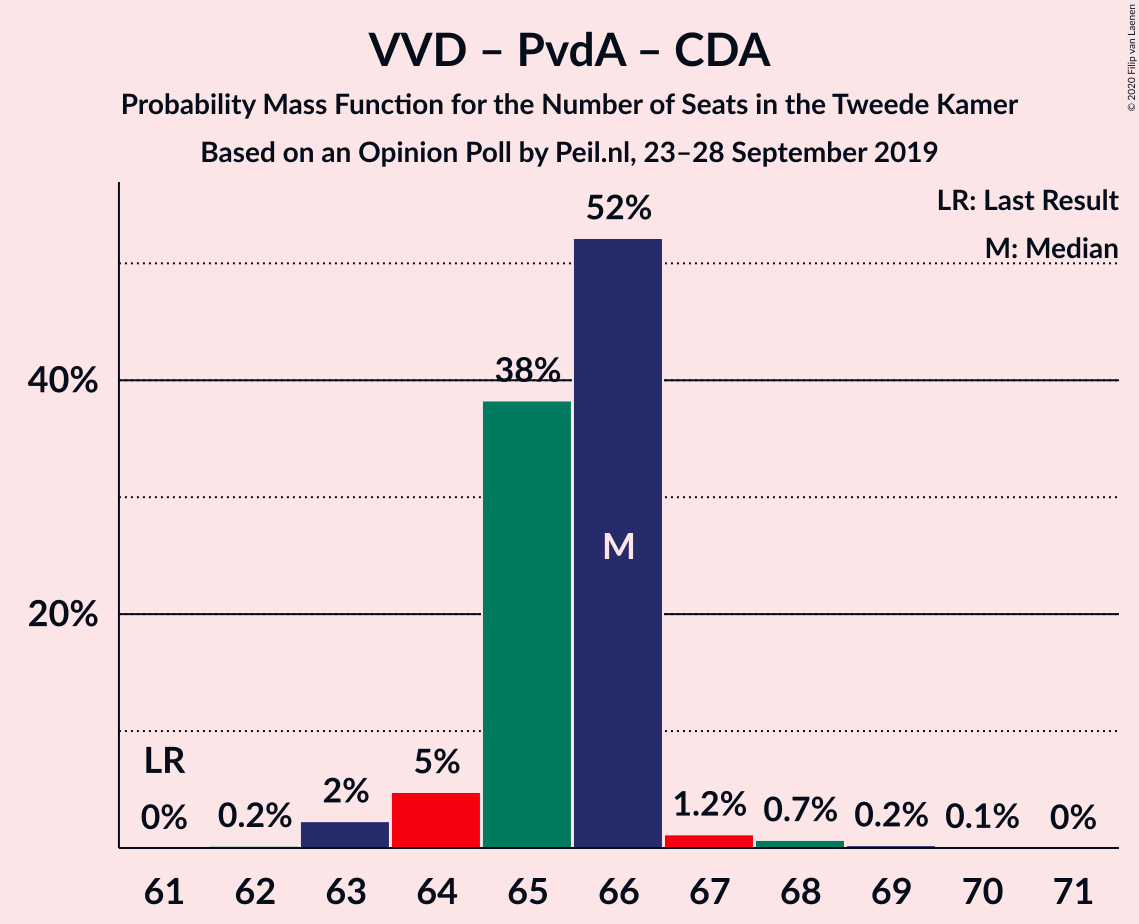 VVD – PvdA – CDA
Probability Mass Function for the Number of Seats in the Tweede Kamer
Based on an Opinion Poll by Peil.nl, 23–28 September 2019
© 2020 Filip van Laenen
LR: Last Result
M: Median
52%
38%
40%
M
20%
LR
0%
0.2%
2%
5%
1.2%
0.7%
0.2%
0.1%
0%
61 62 63 64 65 66 67 68 69 70 71